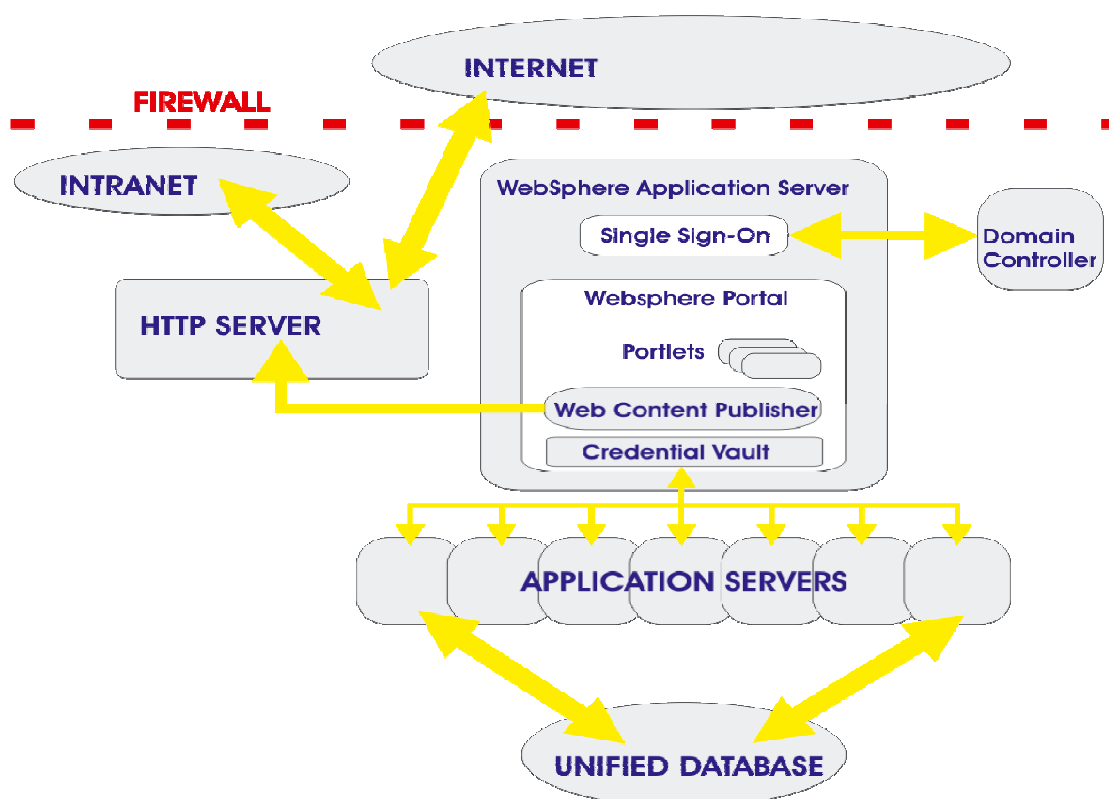 INTERNET
FIREWALL
INTRANET
WebSphere Application Server
Single Sign-On
Domain
Controller
Websphere Portal
HTTP SERVER
Portlets
Web Content Publisher
Credential Vault
APPLICATION SERVERS
UNIFIED DATABASE